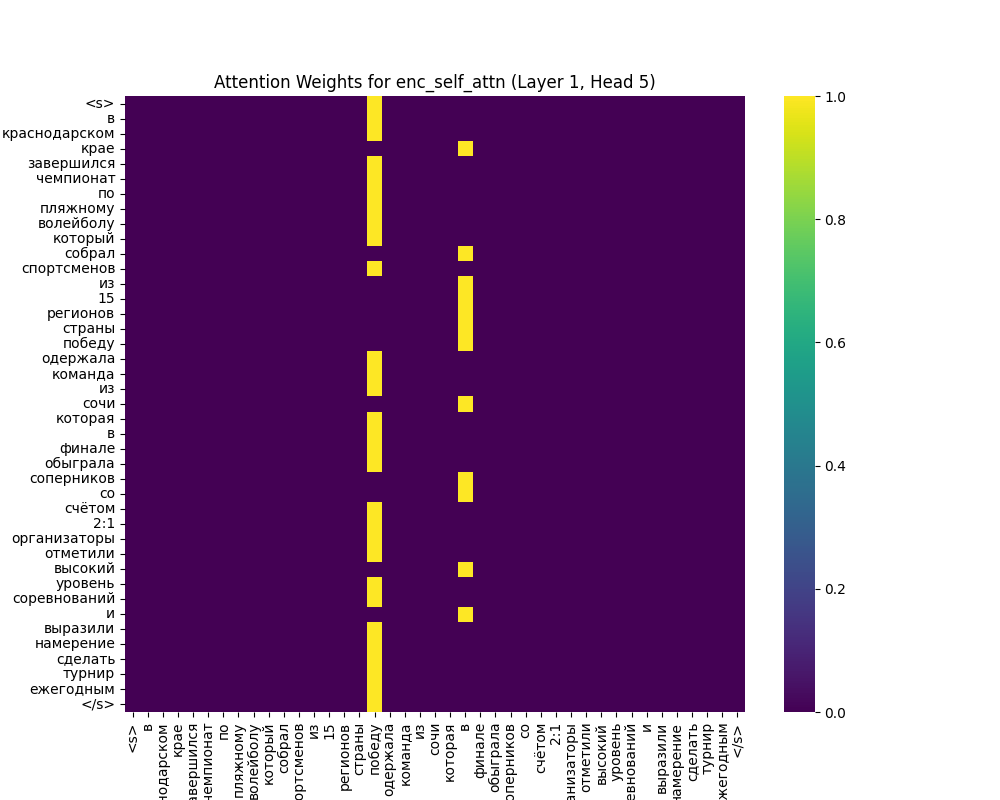 Attention Weights for enc_self_attn (Layer 1, Head 5)
<s>
в
краснодарском
крае
завершился
чемпионат
по
пляжному
волейболу
который
собрал
спортсменов
из
15
регионов
страны
победу
одержала
команда
из
сочи
которая
в
финале
обыграла
соперников
со
счётом
2:1
организаторы
отметили
высокий
уровень
соревнований
и
выразили
намерение
сделать
турнир
ежегодным
</s>
1.0
0.8
0.6
0.4
0.2
0.0
<s>
в
нодарском
крае
авершился
чемпионат
по
пляжному
волейболу
который
собрал
ортсменов
из
15
регионов
страны
победу
одержала
команда
из
сочи
которая
в
финале
обыграла
оперников
со
счётом
2:1
анизаторы
отметили
высокий
уровень
евнований
и
выразили
намерение
сделать
турнир
жегодным
</s>